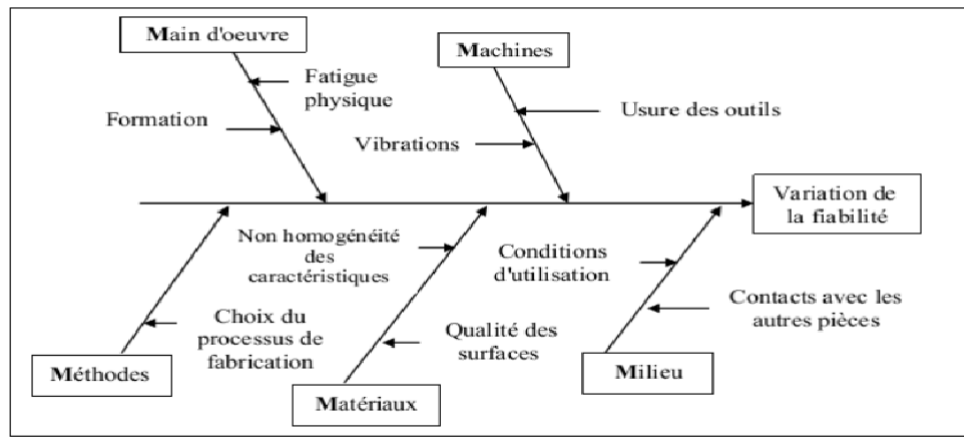 Main d'oeuvre
Machines
Fatigue
physique
Formation
Usure des outils
Vibrations
Variation de
la fiabilité
Non homogénéité
des
caractéristiques
Conditions
d'utilisation
Choix du
processus de
fabrication
Qualité des
surfaces
Contacts avec les
autres pièces
Méthodes
Matériaux
Milieu